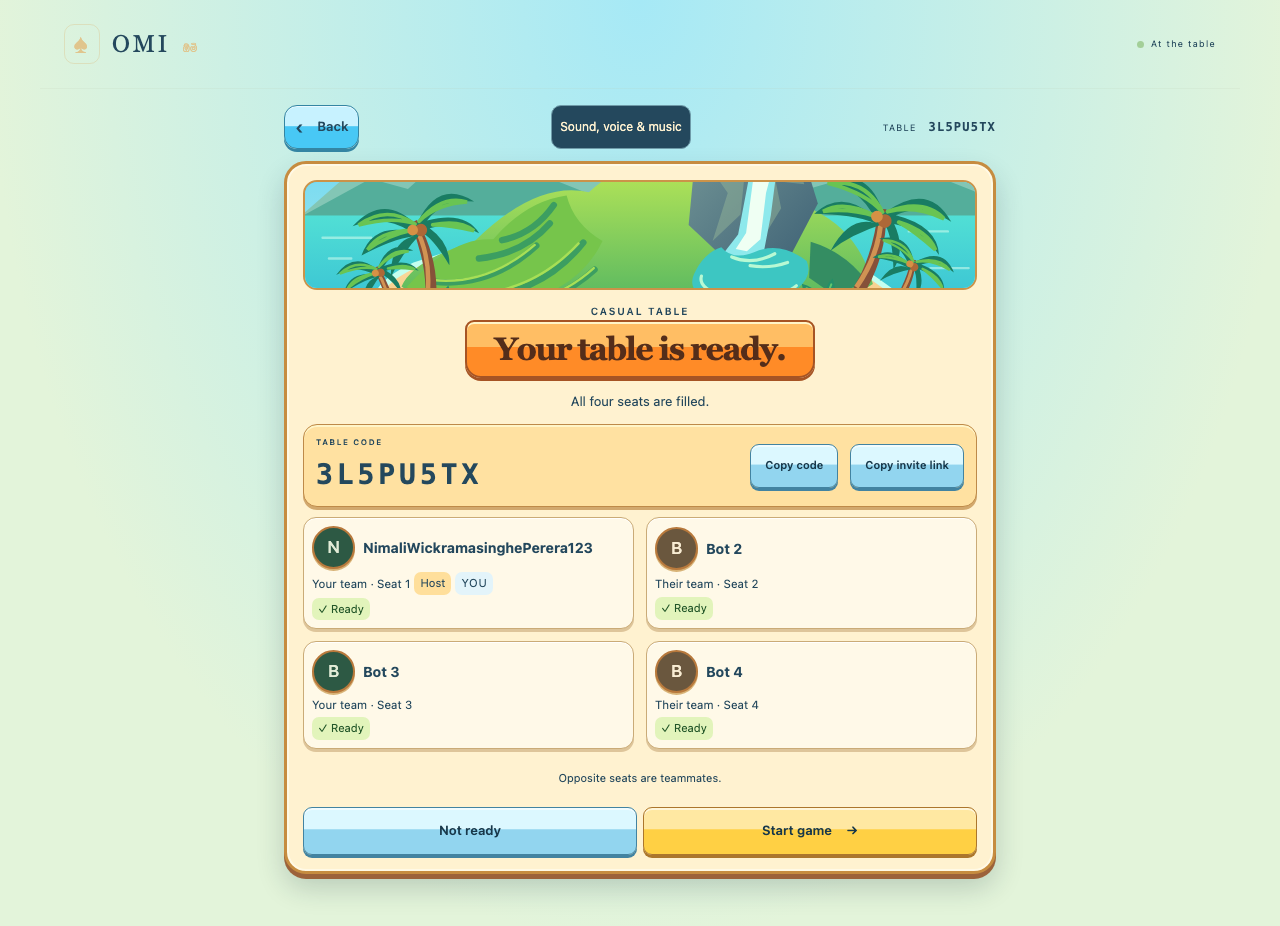 OMI ඔමි
At the table
‹ Back
Sound, voice & music
TABLE 3L5PU5TX
CASUAL TABLE
Your table is ready.
All four seats are filled.
TABLE CODE
3L5PU5TX
Copy code
Copy invite link
N
NimaliWickramasinghePerera123
Your team · Seat 1 Host YOU
✓ Ready
B
Bot 2
Their team · Seat 2
✓ Ready
B
Bot 3
Your team · Seat 3
✓ Ready
B
Bot 4
Their team · Seat 4
✓ Ready
Opposite seats are teammates.
Not ready
Start game →